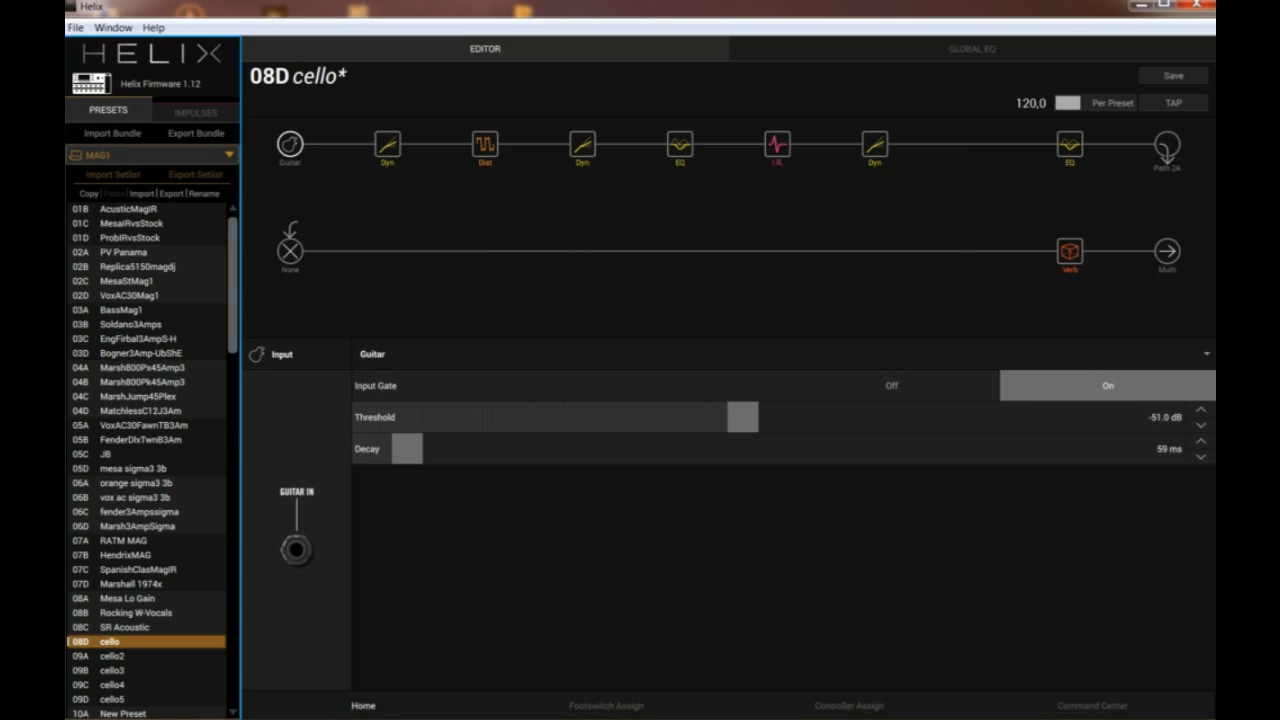 Helix
File Window Help
HELIX
Helix Firmware 1.12
PRESETS IMPULSES
Import Bundle Export Bundle
MAG1
Import Setlist Export Setlist
Copy | Paste | Import | Export | Rename
01B AcusticMagIR
01C MesaIRvsStock
01D ProbIRvsStock
02A PV Panama
02B Replica5150magdj
02C MesaStMag1
02D VoxAC30Mag1
03A BassMag1
03B Soldano3Amps
03C EngFirbal3AmpS-H
03D Bogner3Amp-UbShE
04A Marsh800Px45Amp3
04B Marsh800Pk45Amp3
04C MarshJump45Plex
04D MatchlessC12J3Am
05A VoxAC30FawnTB3Am
05B FenderDlxTwnB3Am
05C JB
05D mesa sigma3 3b
06A orange sigma3 3b
06B vox ac sigma3 3b
06C fender3Ampssigma
06D Marsh3AmpSigma
07A RATM MAG
07B HendrixMAG
07C SpanishClasMagIR
07D Marshall 1974x
08A Mesa Lo Gain
08B Rocking W-Vocals
08C SR Acoustic
08D cello
09A cello2
09B cello3
09C cello4
09D cello5
10A New Preset
EDITOR GLOBAL EQ
08D cello*
Save
120,0 Per Preset TAP
Guitar Dyn Dist Dyn EQ I.R. Dyn EQ Path 2A
None Verb Multi
Input Guitar
Input Gate Off On
Threshold -51.0 dB
Decay 59 ms
GUITAR IN
Home Footswitch Assign Controller Assign Command Center